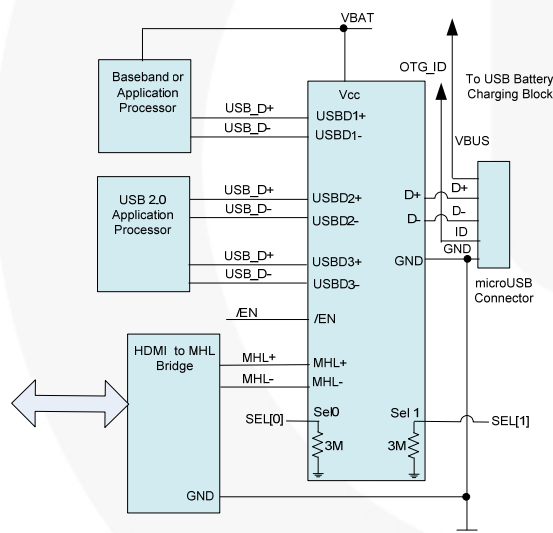 VBAT
OTG_ID
To USB Battery
Charging Block
Baseband or
Application
Processor
Vcc
USB_D+
USBD1+
USB_D-
USBD1-
VBUS
USB 2.0
Application
Processor
USB_D+
USBD2+
USB_D-
USBD2-
D+
D+
D-
D-
ID
GND
GND
USB_D+
USBD3+
USB_D-
USBD3-
microUSB
Connector
/EN
/EN
HDMI to MHL
Bridge
MHL+
MHL+
MHL-
MHL-
SEL[0]
Sel0
Sel 1
SEL[1]
3M
3M
GND